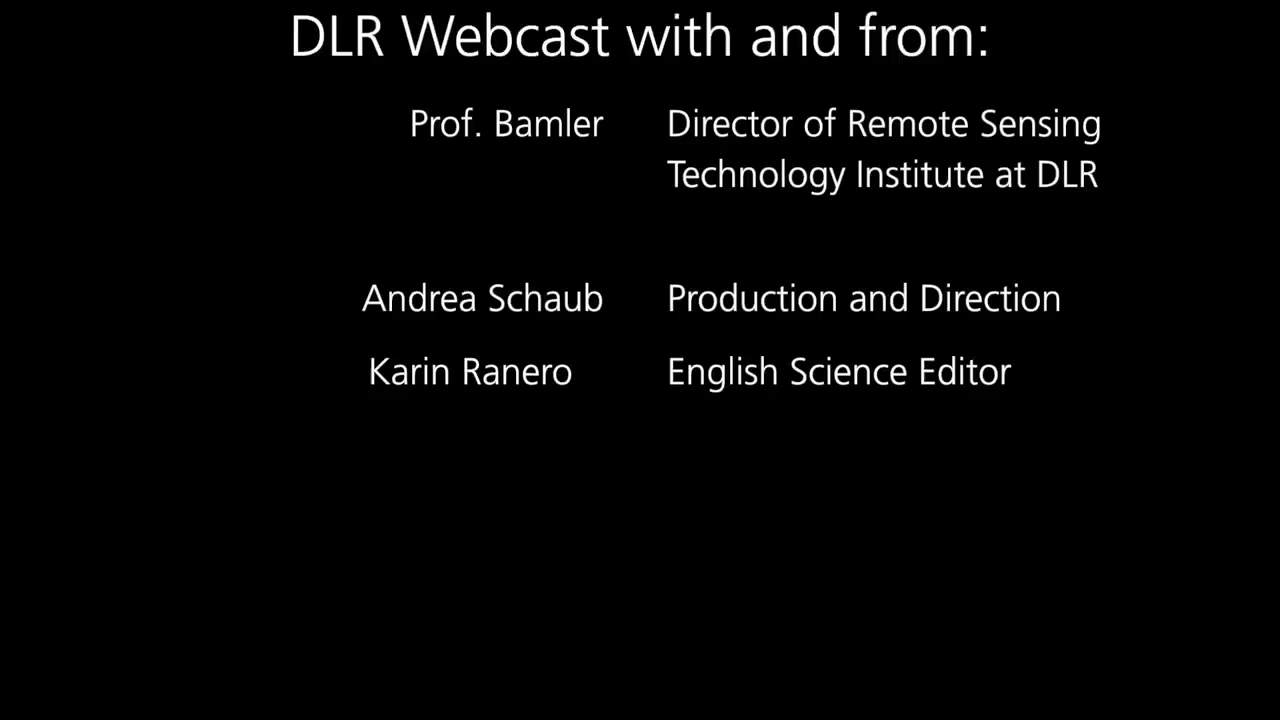 DLR Webcast with and from:
Prof. Bamler Director of Remote Sensing
Technology Institute at DLR
Andrea Schaub Production and Direction
Karin Ranero English Science Editor